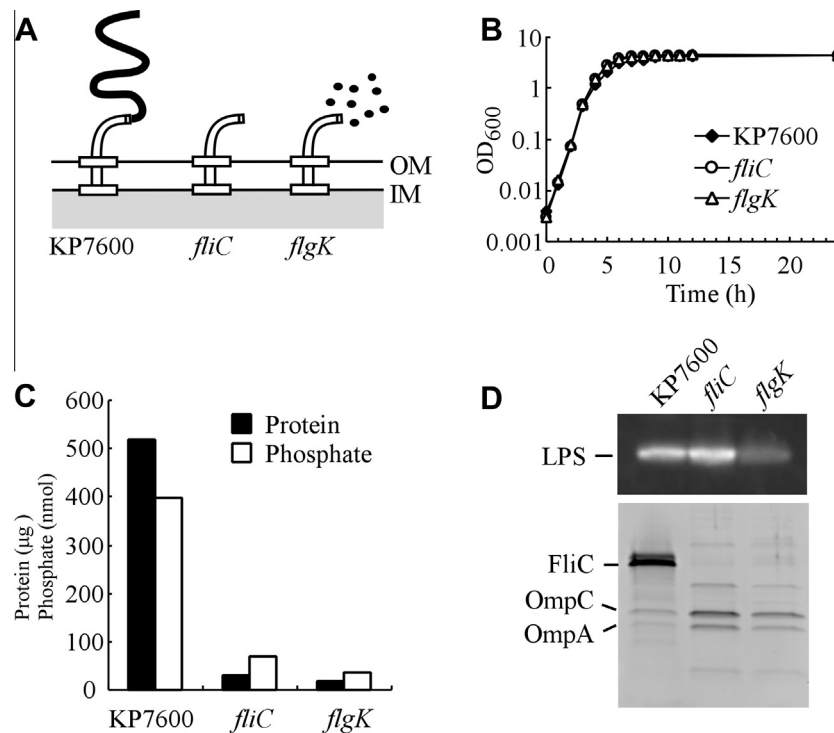 A
OM
IM
KP7600 fliC flgK
B
OD600
10
1
0.1
0.01
0.001
0 5 10 15 20
Time (h)
KP7600
fliC
flgK
C
Protein (μg)
Phosphate (nmol)
600
500
400
300
200
100
0
Protein
Phosphate
KP7600 fliC flgK
D
KP7600 fliC flgK
LPS
FliC
OmpC
OmpA